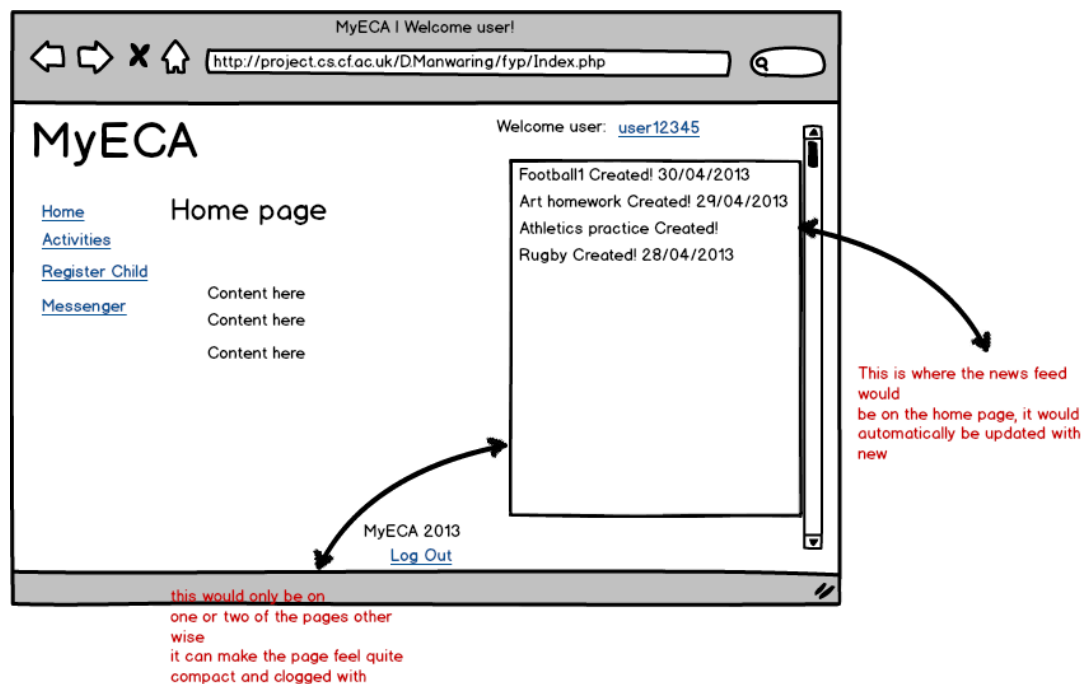 MyECA | Welcome user!
http://project.cs.cf.ac.uk/D.Manwaring/fyp/Index.php
MyECA
Welcome user: user12345
Home
Activities
Register Child
Messenger
Home page
Content here
Content here
Content here
Football1 Created! 30/04/2013
Art homework Created! 29/04/2013
Athletics practice Created!
Rugby Created! 28/04/2013
This is where the news feed
would
be on the home page, it would
automatically be updated with
new
MyECA 2013
Log Out
this would only be on
one or two of the pages other
wise
it can make the page feel quite
compact and clogged with